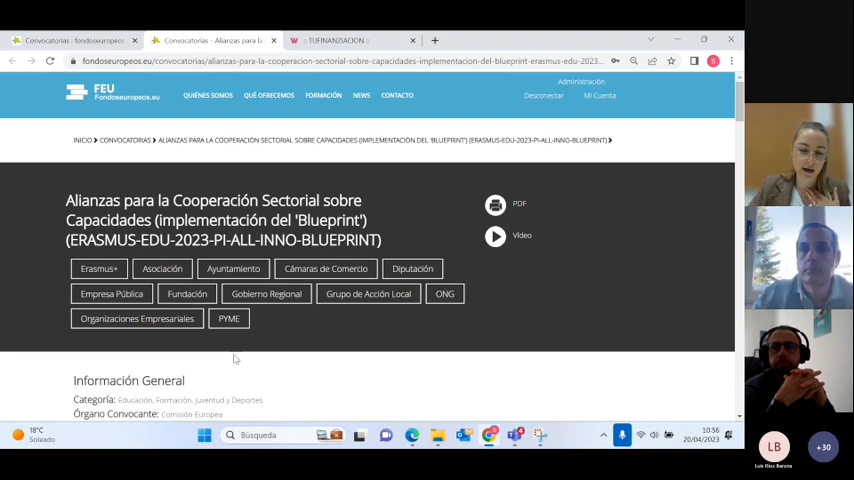 Convocatorias :: fondoseuropeos.eu
Convocatorias - Alianzas para la
:: TUFINANZIACION ::
fondoseuropeos.eu/convocatorias/alianzas-para-la-cooperacion-sectorial-sobre-capacidades-implementacion-del-blueprint-erasmus-edu-2023...
S
FEU
Fondoseuropeos.eu
QUIÉNES SOMOS QUÉ OFRECEMOS FORMACIÓN NEWS CONTACTO
Administración
Desconectar Mi Cuenta
INICIO CONVOCATORIAS ALIANZAS PARA LA COOPERACIÓN SECTORIAL SOBRE CAPACIDADES (IMPLEMENTACIÓN DEL 'BLUEPRINT') (ERASMUS-EDU-2023-PI-ALL-INNO-BLUEPRINT)
Alianzas para la Cooperación Sectorial sobre
Capacidades (implementación del 'Blueprint')
(ERASMUS-EDU-2023-PI-ALL-INNO-BLUEPRINT)
PDF
Vídeo
Erasmus+ Asociación Ayuntamiento Cámaras de Comercio Diputación
Empresa Pública Fundación Gobierno Regional Grupo de Acción Local ONG
Organizaciones Empresariales PYME
Información General
Categoría: Educación, Formación, Juventud y Deportes
Órgano Convocante: Comisión Europea
18°C
Soleado
Búsqueda
10:56
20/04/2023
LB
+30